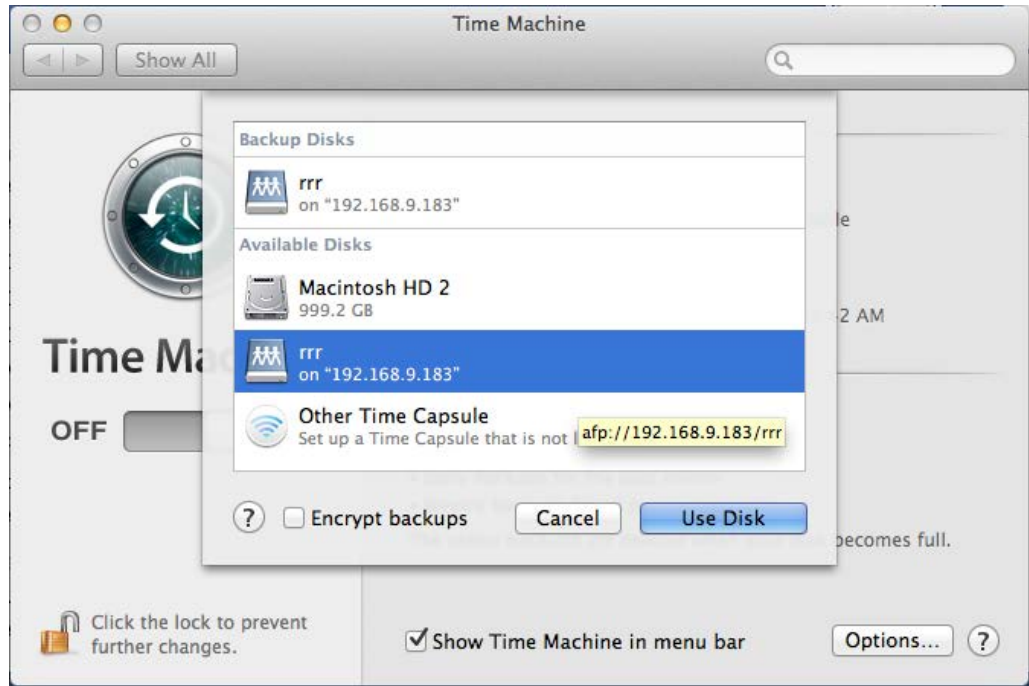 Time Machine
Show All
Backup Disks
rrr
on "192.168.9.183"
Available Disks
Macintosh HD 2
999.2 GB
rrr
on "192.168.9.183"
Other Time Capsule
Set up a Time Capsule that is not
afp://192.168.9.183/rrr
? Encrypt backups Cancel Use Disk
Time Ma
OFF
le
2 AM
becomes full.
Click the lock to prevent
further changes.
Show Time Machine in menu bar Options... ?